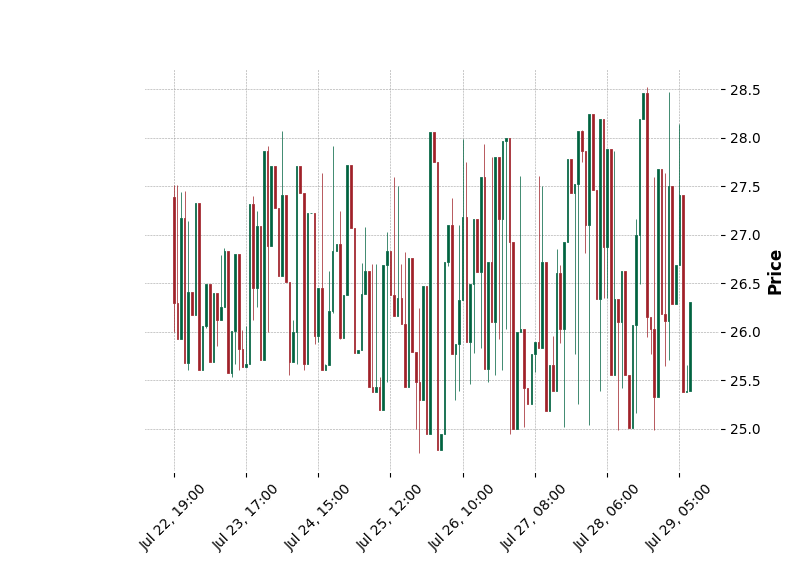 28.5
28.0
27.5
27.0
26.5
26.0
25.5
25.0
Price
Jul 22, 19:00
Jul 23, 17:00
Jul 24, 15:00
Jul 25, 12:00
Jul 26, 10:00
Jul 27, 08:00
Jul 28, 06:00
Jul 29, 05:00